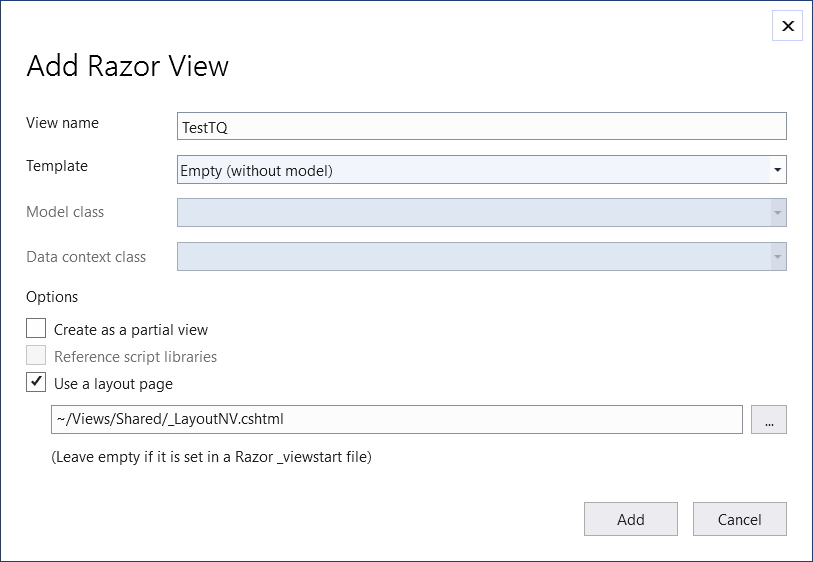 Add Razor View
View name
TestTQ
Template
Empty (without model)
Model class
Data context class
Options
Create as a partial view
Reference script libraries
Use a layout page
~/Views/Shared/_LayoutNV.cshtml
...
(Leave empty if it is set in a Razor _viewstart file)
Add
Cancel